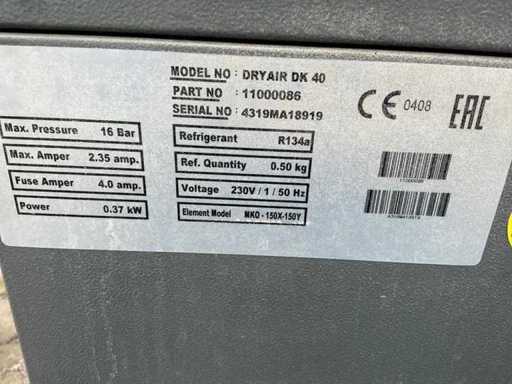 MODEL NO : DRYAIR DK 40
PART NO : 11000086
SERIAL NO : 4319MA18919
CE 0408 EAC
Max. Pressure 16 Bar
Max. Amper 2.35 amp.
Fuse Amper 4.0 amp.
Power 0.37 kW
Refrigerant R134a
Ref. Quantity 0.50 kg
Voltage 230V / 1 / 50 Hz
Element Model MKO - 150X-150Y
11000086
4319MA18919